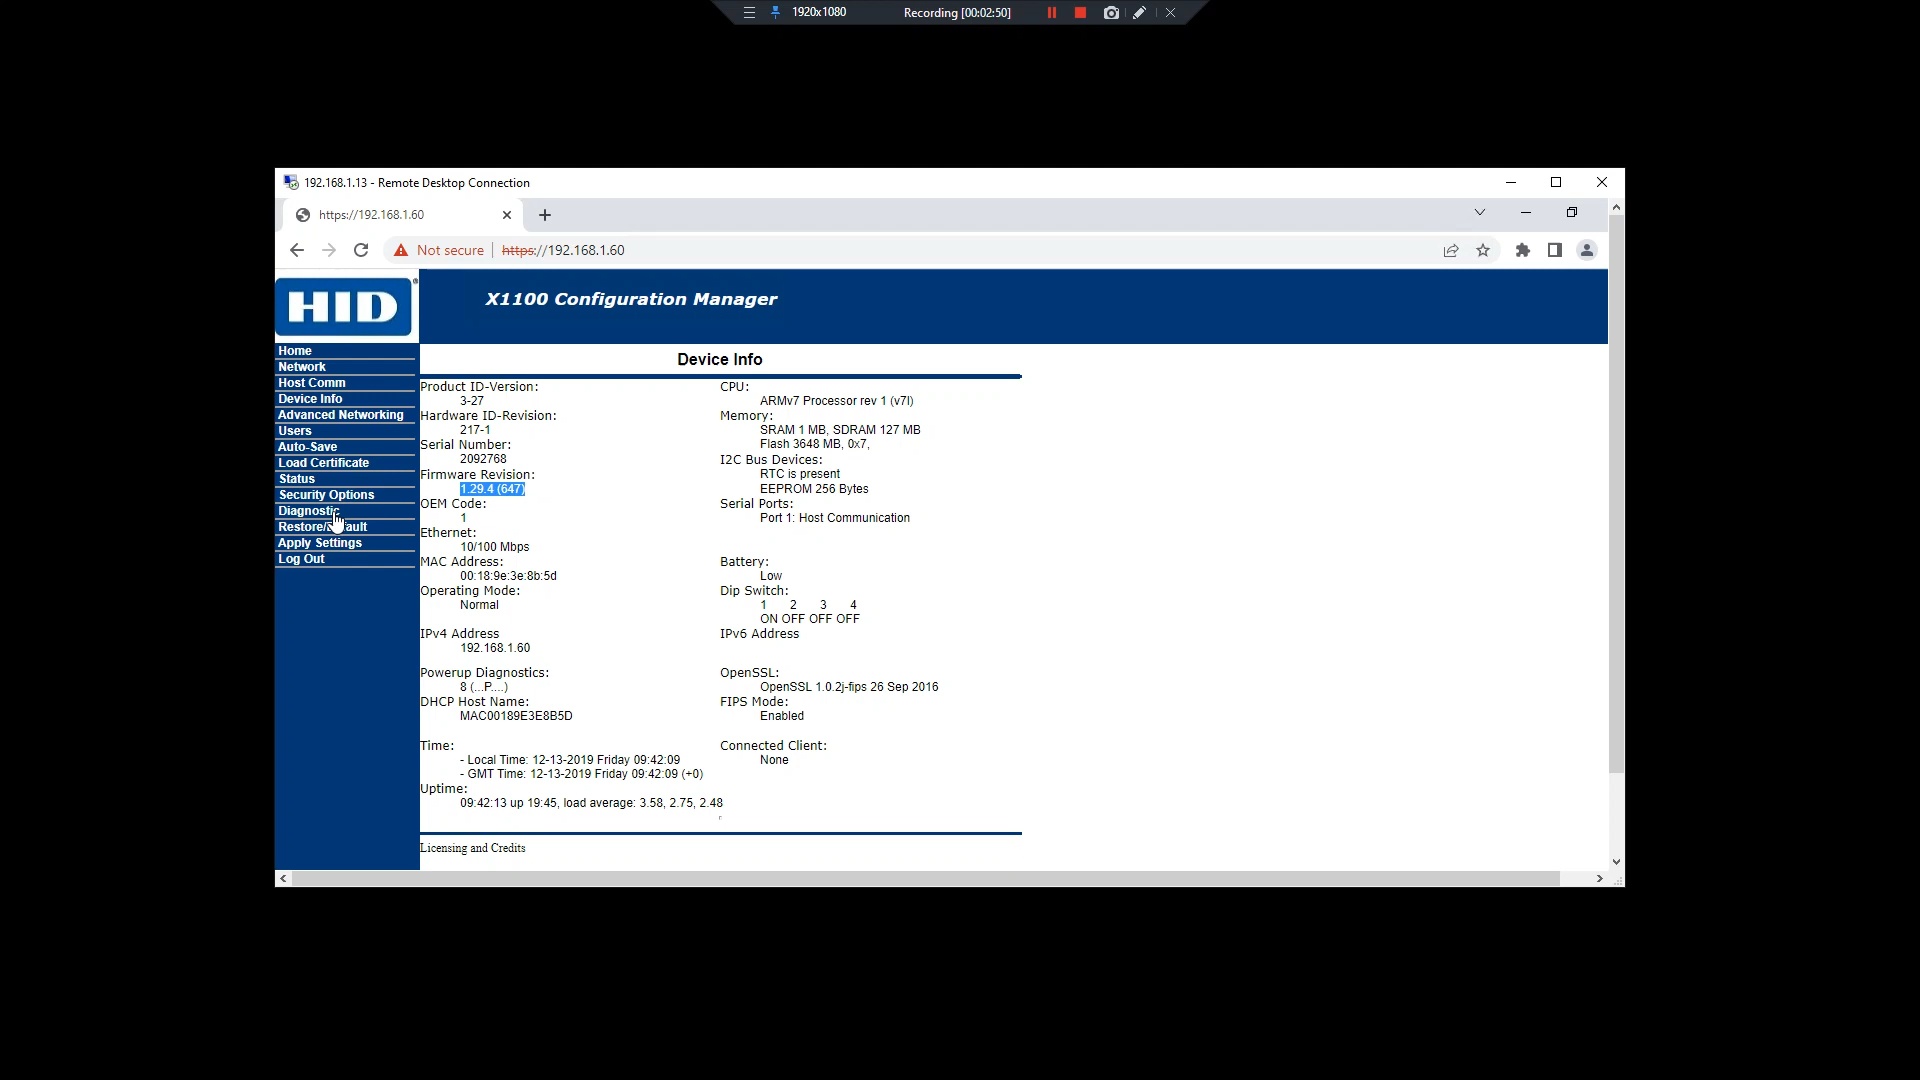 1920x1080
Recording [00:02:50]
192.168.1.13 - Remote Desktop Connection
https://192.168.1.60
Not secure
https://192.168.1.60
HID
X1100 Configuration Manager
Home
Network
Host Comm
Device Info
Advanced Networking
Users
Auto-Save
Load Certificate
Status
Security Options
Diagnostic
Apply Settings
Log Out
Device Info
Product ID-Version:
3-27
Hardware ID-Revision:
217-1
Serial Number:
2092768
Firmware Revision:
1.29.4 (647)
OEM Code:
1
Ethernet:
10/100 Mbps
MAC Address:
00:18:9e:3e:8b:5d
Operating Mode:
Normal
IPv4 Address
192.168.1.60
Powerup Diagnostics:
8 (...P....)
DHCP Host Name:
MAC00189E3E8B5D
Time:
- Local Time: 12-13-2019 Friday 09:42:09
- GMT Time: 12-13-2019 Friday 09:42:09 (+0)
Uptime:
09:42:13 up 19:45, load average: 3.58, 2.75, 2.48
CPU:
ARMv7 Processor rev 1 (v7l)
Memory:
SRAM 1 MB, SDRAM 127 MB
Flash 3648 MB, 0x7,
I2C Bus Devices:
RTC is present
EEPROM 256 Bytes
Serial Ports:
Port 1: Host Communication
Battery:
Low
Dip Switch:
1 2 3 4
ON OFF OFF OFF
IPv6 Address
OpenSSL:
OpenSSL 1.0.2j-fips 26 Sep 2016
FIPS Mode:
Enabled
Connected Client:
None
Licensing and Credits